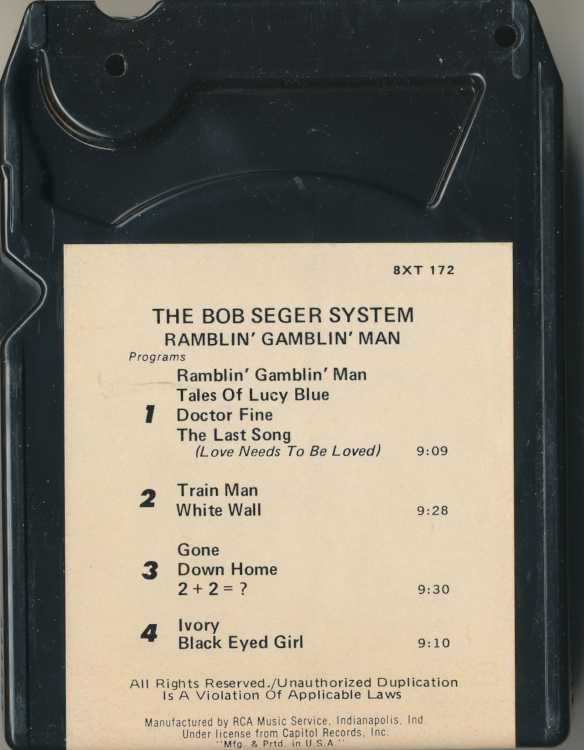 8XT 172
THE BOB SEGER SYSTEM
RAMBLIN' GAMBLIN' MAN
Programs
1
Ramblin' Gamblin' Man
Tales Of Lucy Blue
Doctor Fine
The Last Song
(Love Needs To Be Loved) 9:09
2
Train Man
White Wall 9:28
3
Gone
Down Home
2 + 2 = ? 9:30
4
Ivory
Black Eyed Girl 9:10
All Rights Reserved./Unauthorized Duplication
Is A Violation Of Applicable Laws
Manufactured by RCA Music Service, Indianapolis, Ind.
Under license from Capitol Records, Inc.
"Mfg. & Prtd. in U.S.A."